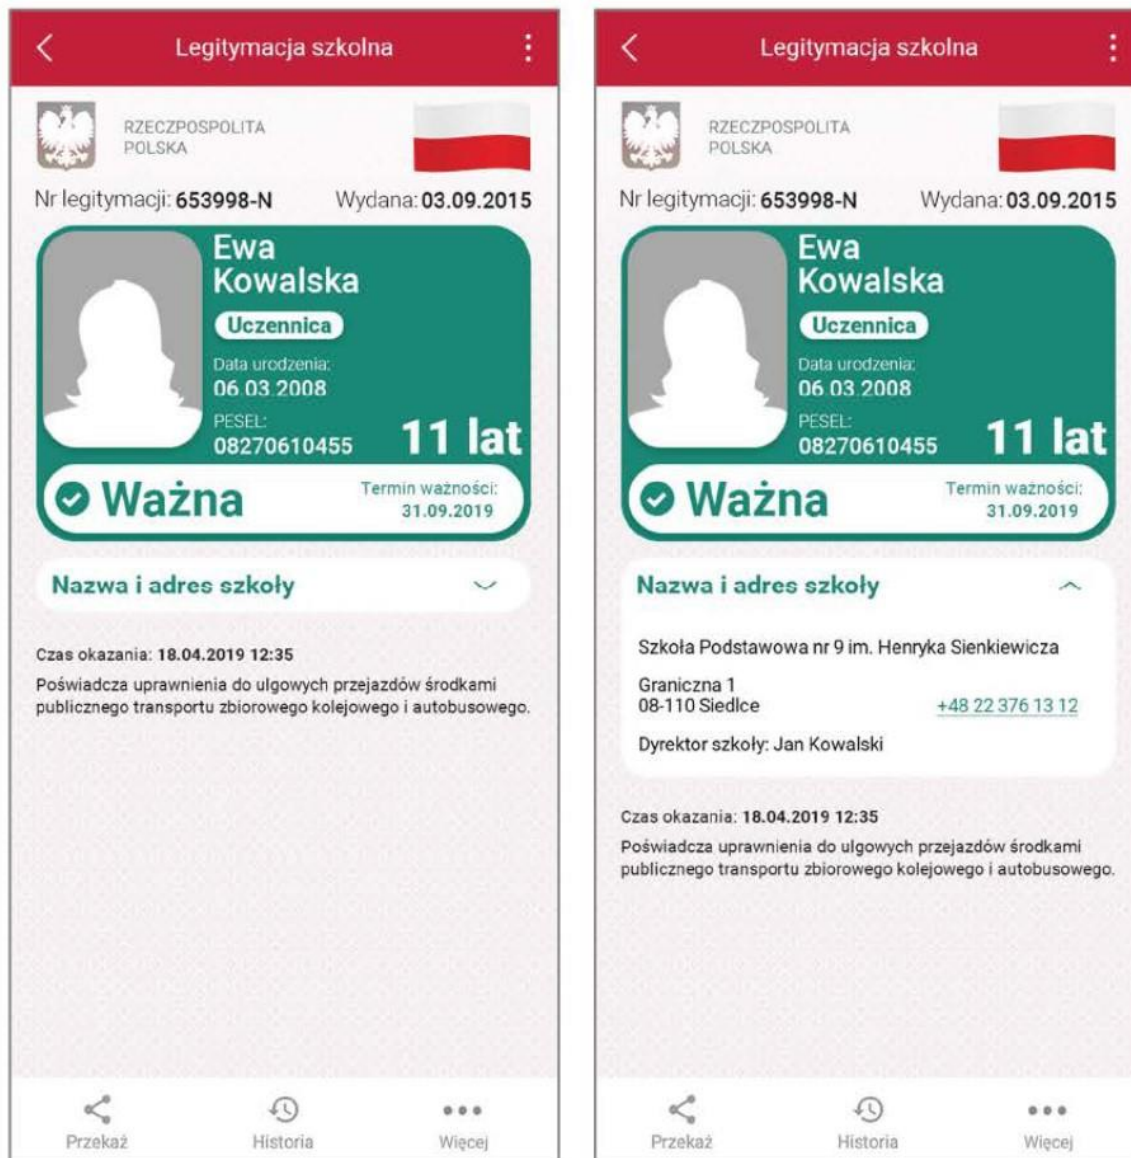 Legitymacja szkolna
RZECZPOSPOLITA
POLSKA
Nr legitymacji: 653998-N Wydana: 03.09.2015
Ewa
Kowalska
Uczennica
Data urodzenia:
06.03.2008
PESEL:
08270610455
11 lat
Ważna
Termin ważności:
31.09.2019
Nazwa i adres szkoły
Czas okazania: 18.04.2019 12:35
Poświadcza uprawnienia do ulgowych przejazdów środkami
publicznego transportu zbiorowego kolejowego i autobusowego.
Przekaż
Historia
Więcej
Legitymacja szkolna
RZECZPOSPOLITA
POLSKA
Nr legitymacji: 653998-N Wydana: 03.09.2015
Ewa
Kowalska
Uczennica
Data urodzenia:
06.03.2008
PESEL:
08270610455
11 lat
Ważna
Termin ważności:
31.09.2019
Nazwa i adres szkoły
Szkoła Podstawowa nr 9 im. Henryka Sienkiewicza
Graniczna 1
08-110 Siedlce +48 22 376 13 12
Dyrektor szkoły: Jan Kowalski
Czas okazania: 18.04.2019 12:35
Poświadcza uprawnienia do ulgowych przejazdów środkami
publicznego transportu zbiorowego kolejowego i autobusowego.
Przekaż
Historia
Więcej